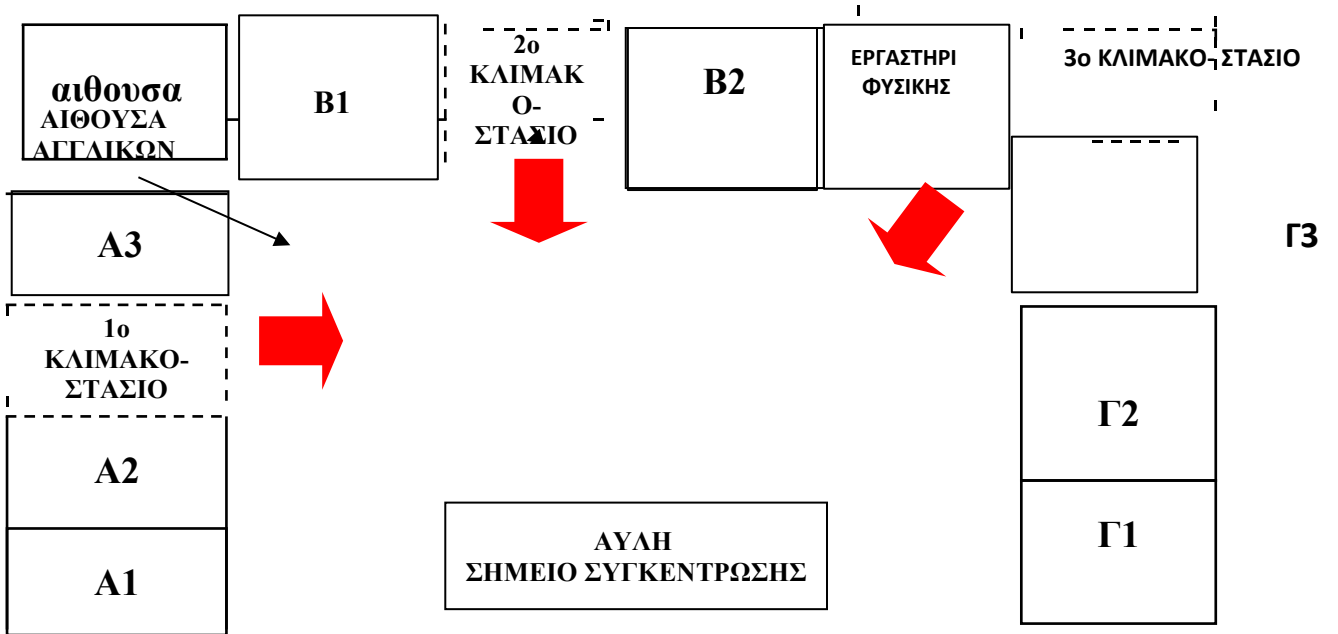 αιθουσα
ΑΙΘΟΥΣΑ
ΑΓΓΛΙΚΩΝ
Β1
2ο
ΚΛΙΜΑΚ
Ο-
ΣΤΑΣΙΟ
Β2
ΕΡΓΑΣΤΗΡΙ
ΦΥΣΙΚΗΣ
3ο ΚΛΙΜΑΚΟ- ΣΤΑΣΙΟ
Α3
Γ3
1ο
ΚΛΙΜΑΚΟ-
ΣΤΑΣΙΟ
Α2
Γ2
Α1
ΑΥΛΗ
ΣΗΜΕΙΟ ΣΥΓΚΕΝΤΡΩΣΗΣ
Γ1